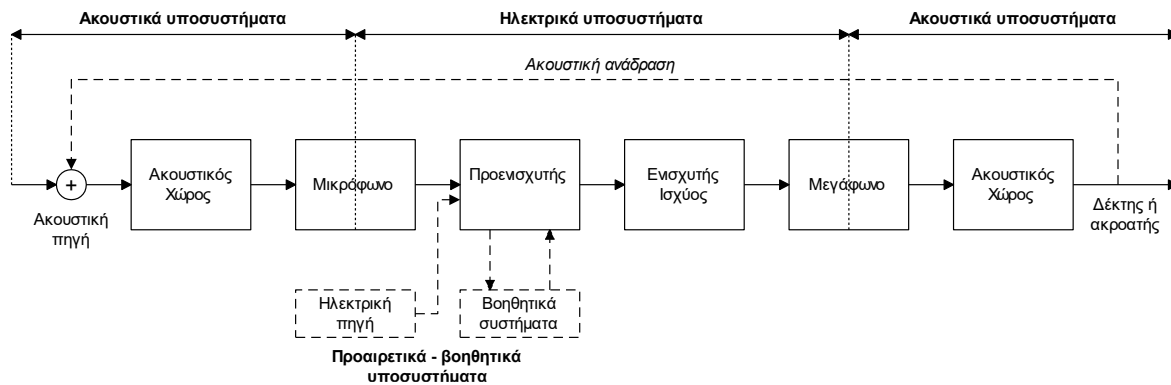 Ακουστικά υποσυστήματα
Ηλεκτρικά υποσυστήματα
Ακουστικά υποσυστήματα
Ακουστική ανάδραση
+
Ακουστική
πηγή
Ακουστικός
Χώρος
Μικρόφωνο
Προενισχυτής
Ενισχυτής
Ισχύος
Μεγάφωνο
Ακουστικός
Χώρος
Δέκτης ή
ακροατής
Ηλεκτρική
πηγή
Βοηθητικά
συστήματα
Προαιρετικά - βοηθητικά
υποσυστήματα